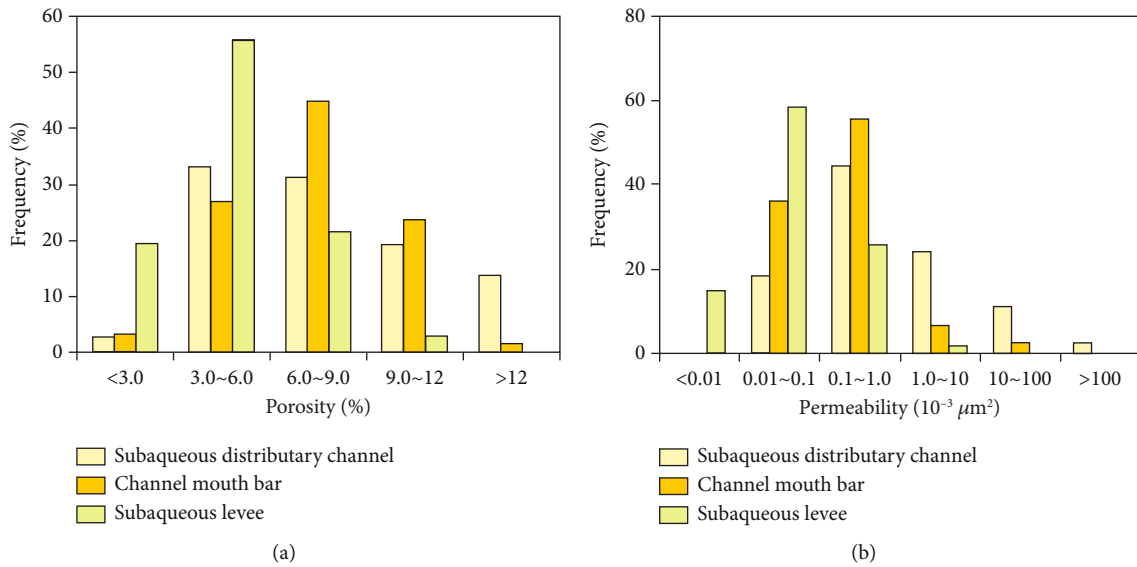 60
50
40
30
20
10
0
Frequency (%)
<3.0 3.0~6.0 6.0~9.0 9.0~12 >12
Porosity (%)
Subaqueous distributary channel
Channel mouth bar
Subaqueous levee
(a)
80
60
40
20
0
Frequency (%)
<0.01 0.01~0.1 0.1~1.0 1.0~10 10~100 >100
Permeability (10⁻³ μm²)
Subaqueous distributary channel
Channel mouth bar
Subaqueous levee
(b)